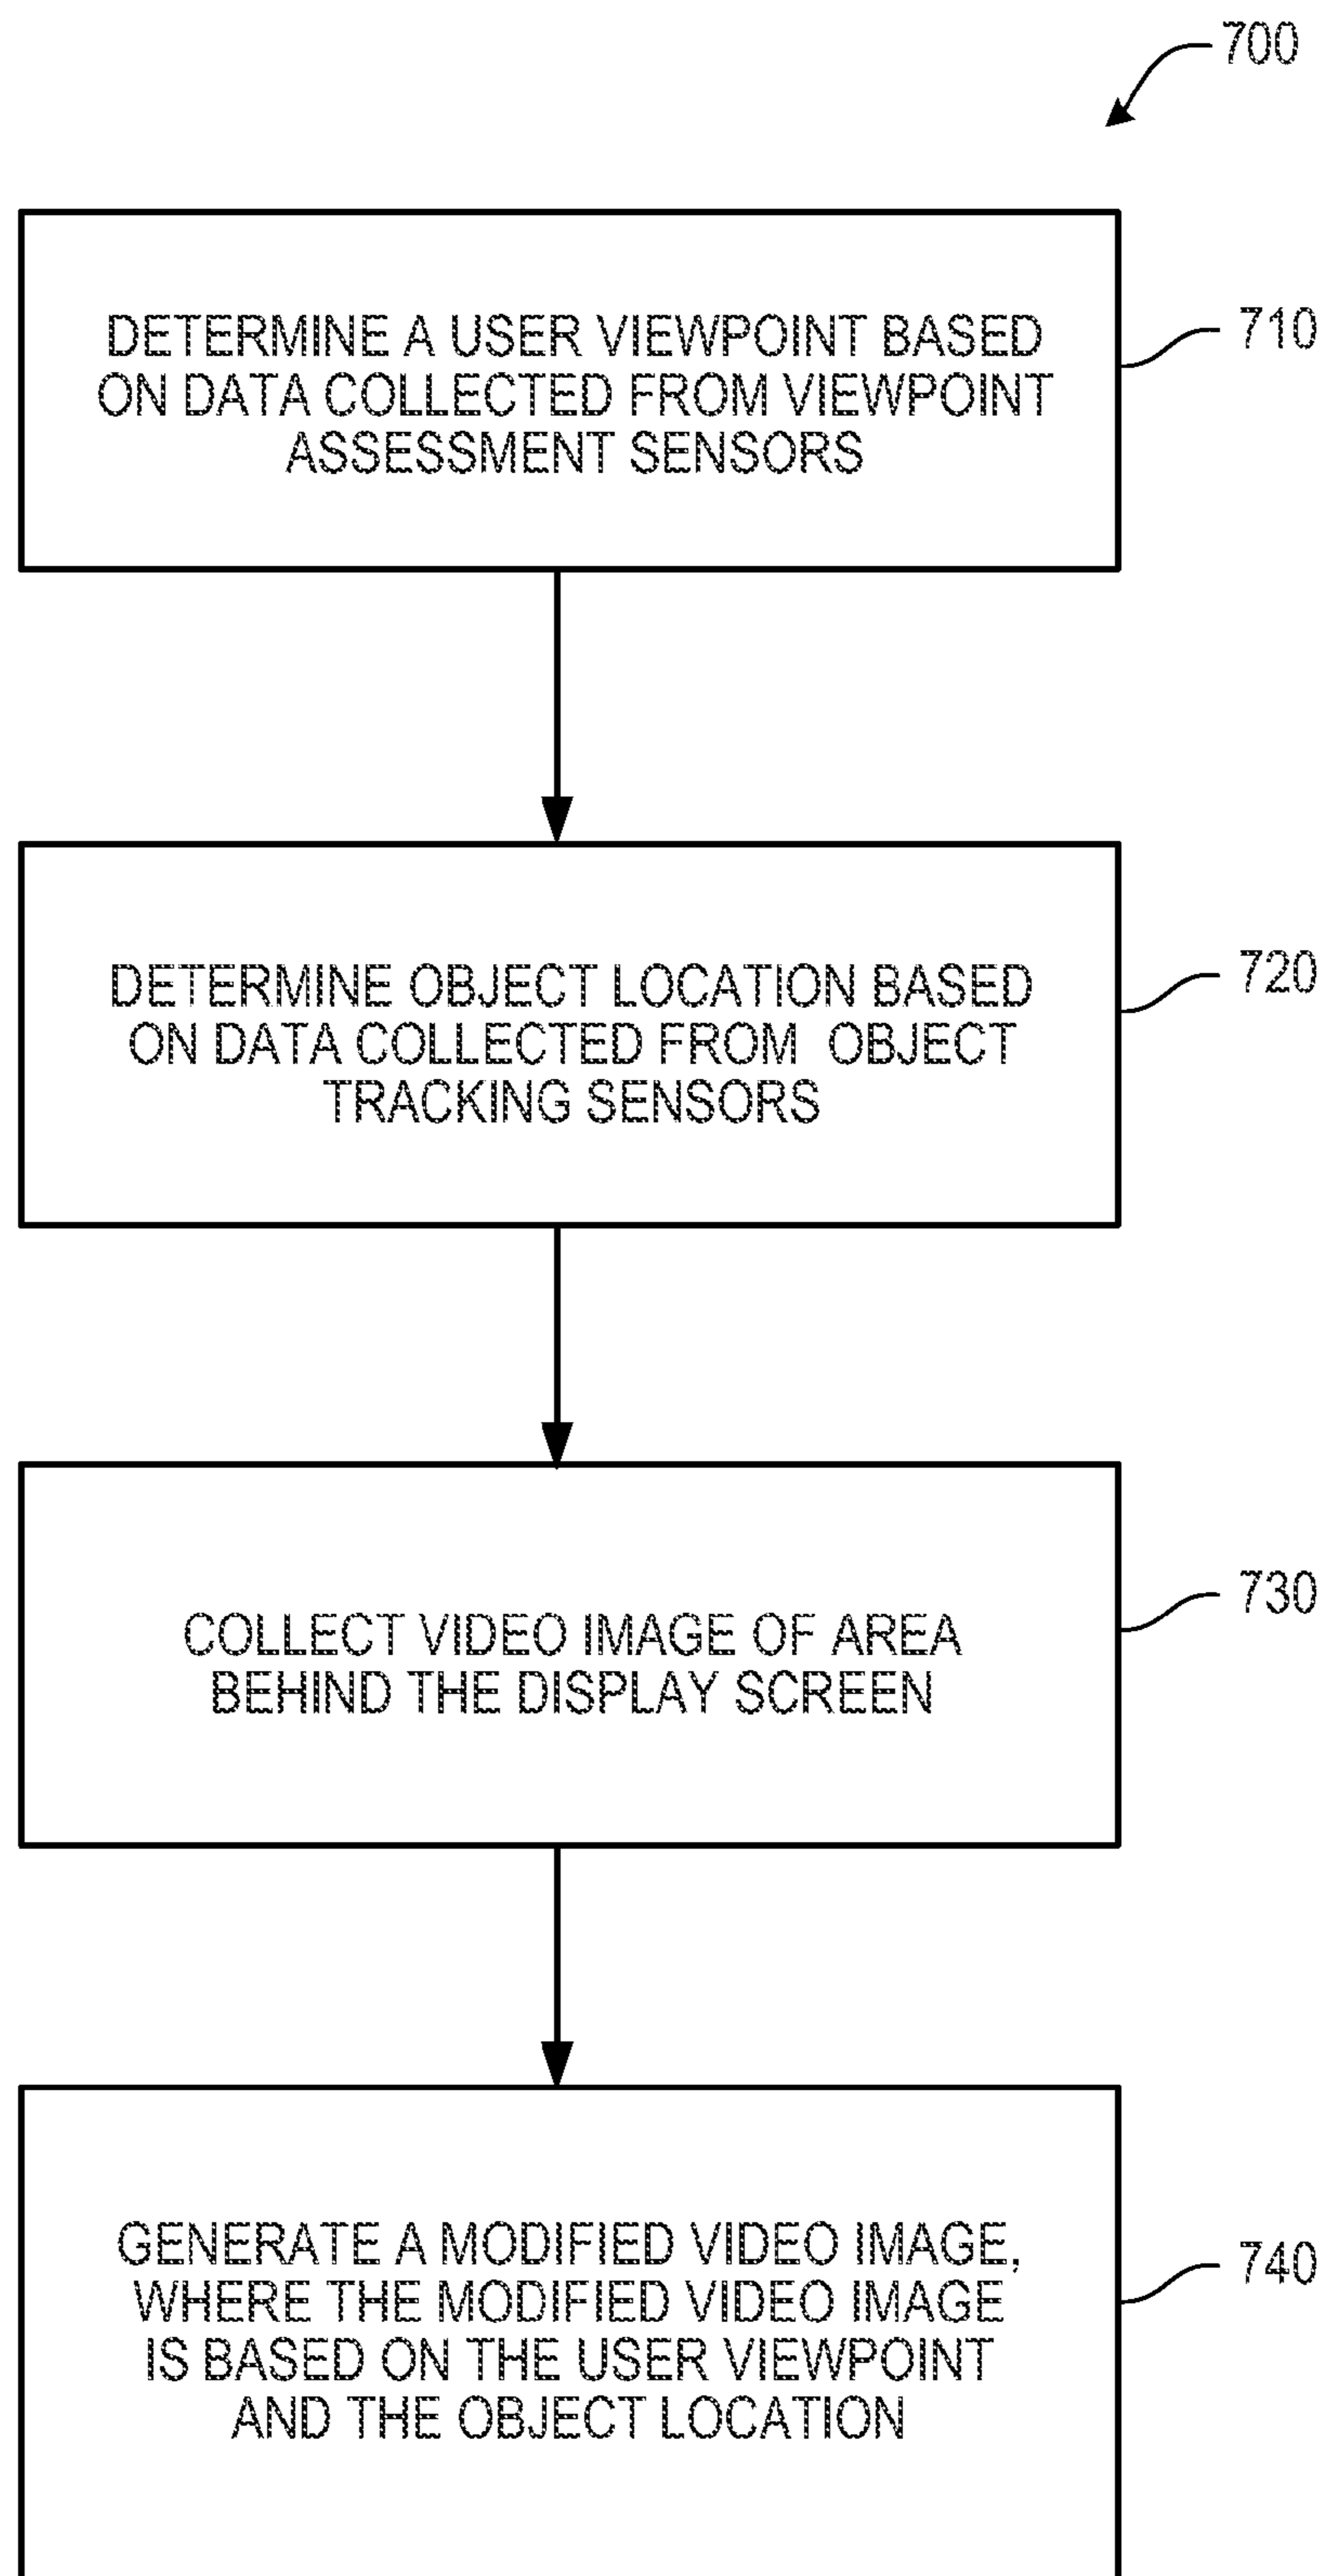 700
DETERMINE A USER VIEWPOINT BASED
ON DATA COLLECTED FROM VIEWPOINT
ASSESSMENT SENSORS
710
DETERMINE OBJECT LOCATION BASED
ON DATA COLLECTED FROM OBJECT
TRACKING SENSORS
720
COLLECT VIDEO IMAGE OF AREA
BEHIND THE DISPLAY SCREEN
730
GENERATE A MODIFIED VIDEO IMAGE,
WHERE THE MODIFIED VIDEO IMAGE
IS BASED ON THE USER VIEWPOINT
AND THE OBJECT LOCATION
740